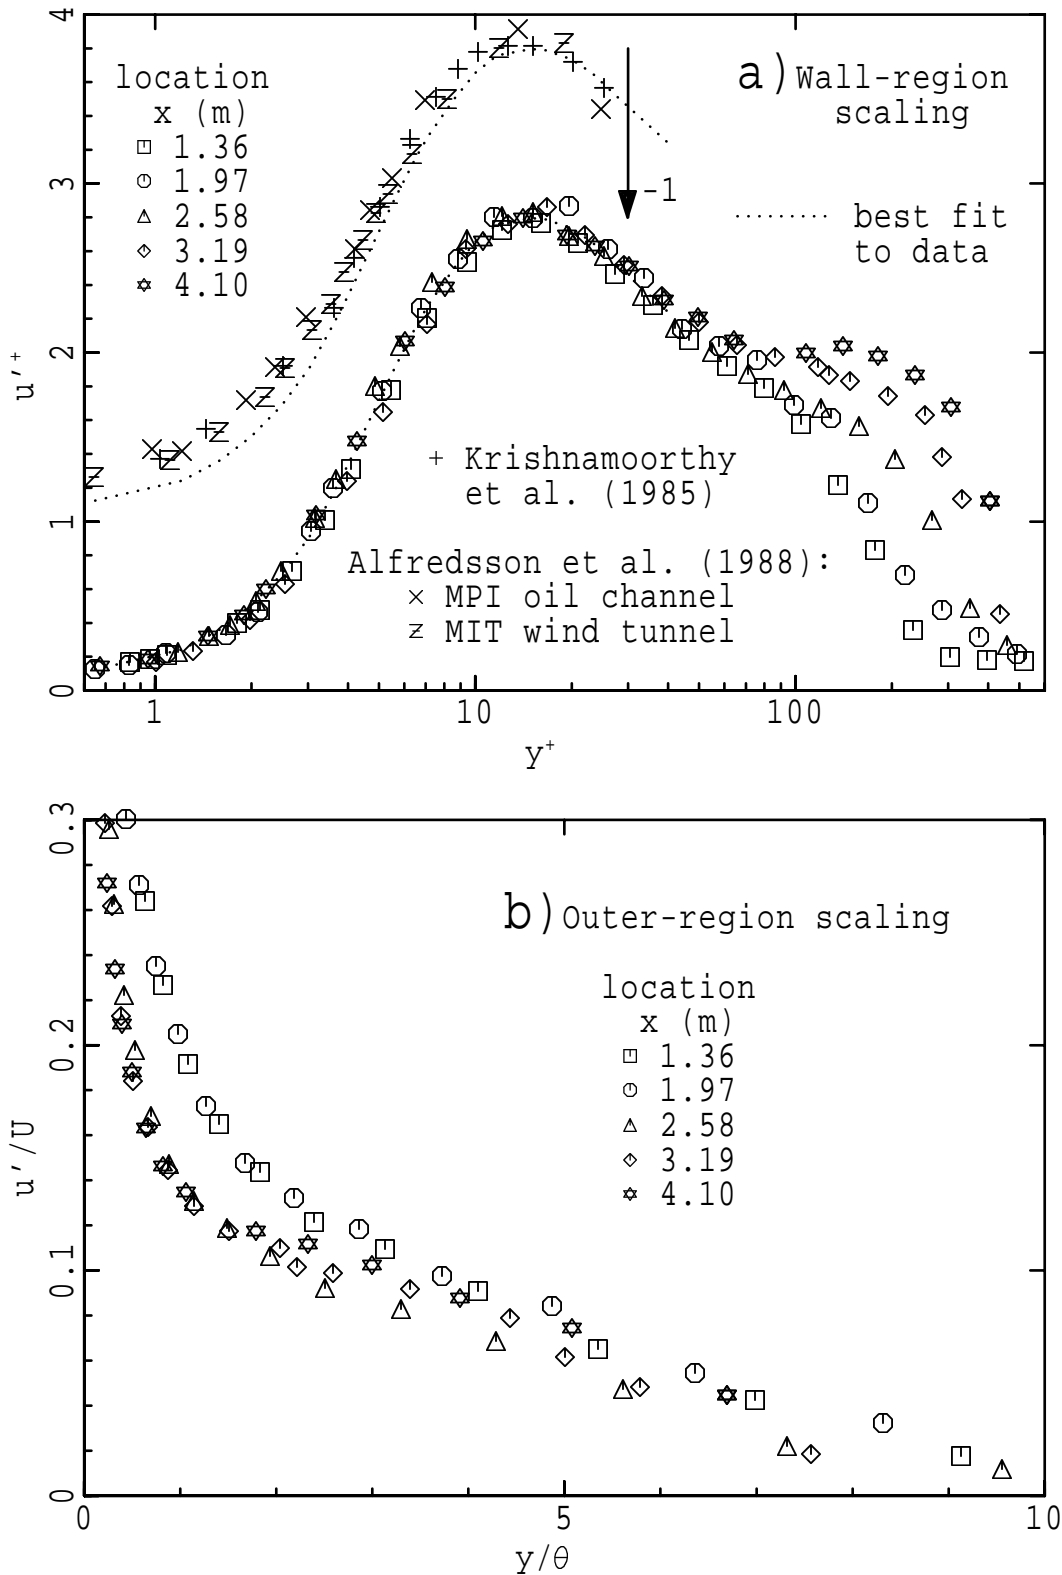 4
3
2
1
0
u'+
location
x (m)
1.36
1.97
2.58
3.19
4.10
a) Wall-region
scaling
-1
best fit
to data
+ Krishnamoorthy
et al. (1985)
Alfredsson et al. (1988):
× MPI oil channel
MIT wind tunnel
1 10 100
y+
0.3
0.2
0.1
0
u'/U
b) Outer-region scaling
location
x (m)
1.36
1.97
2.58
3.19
4.10
0 5 10
y/θ